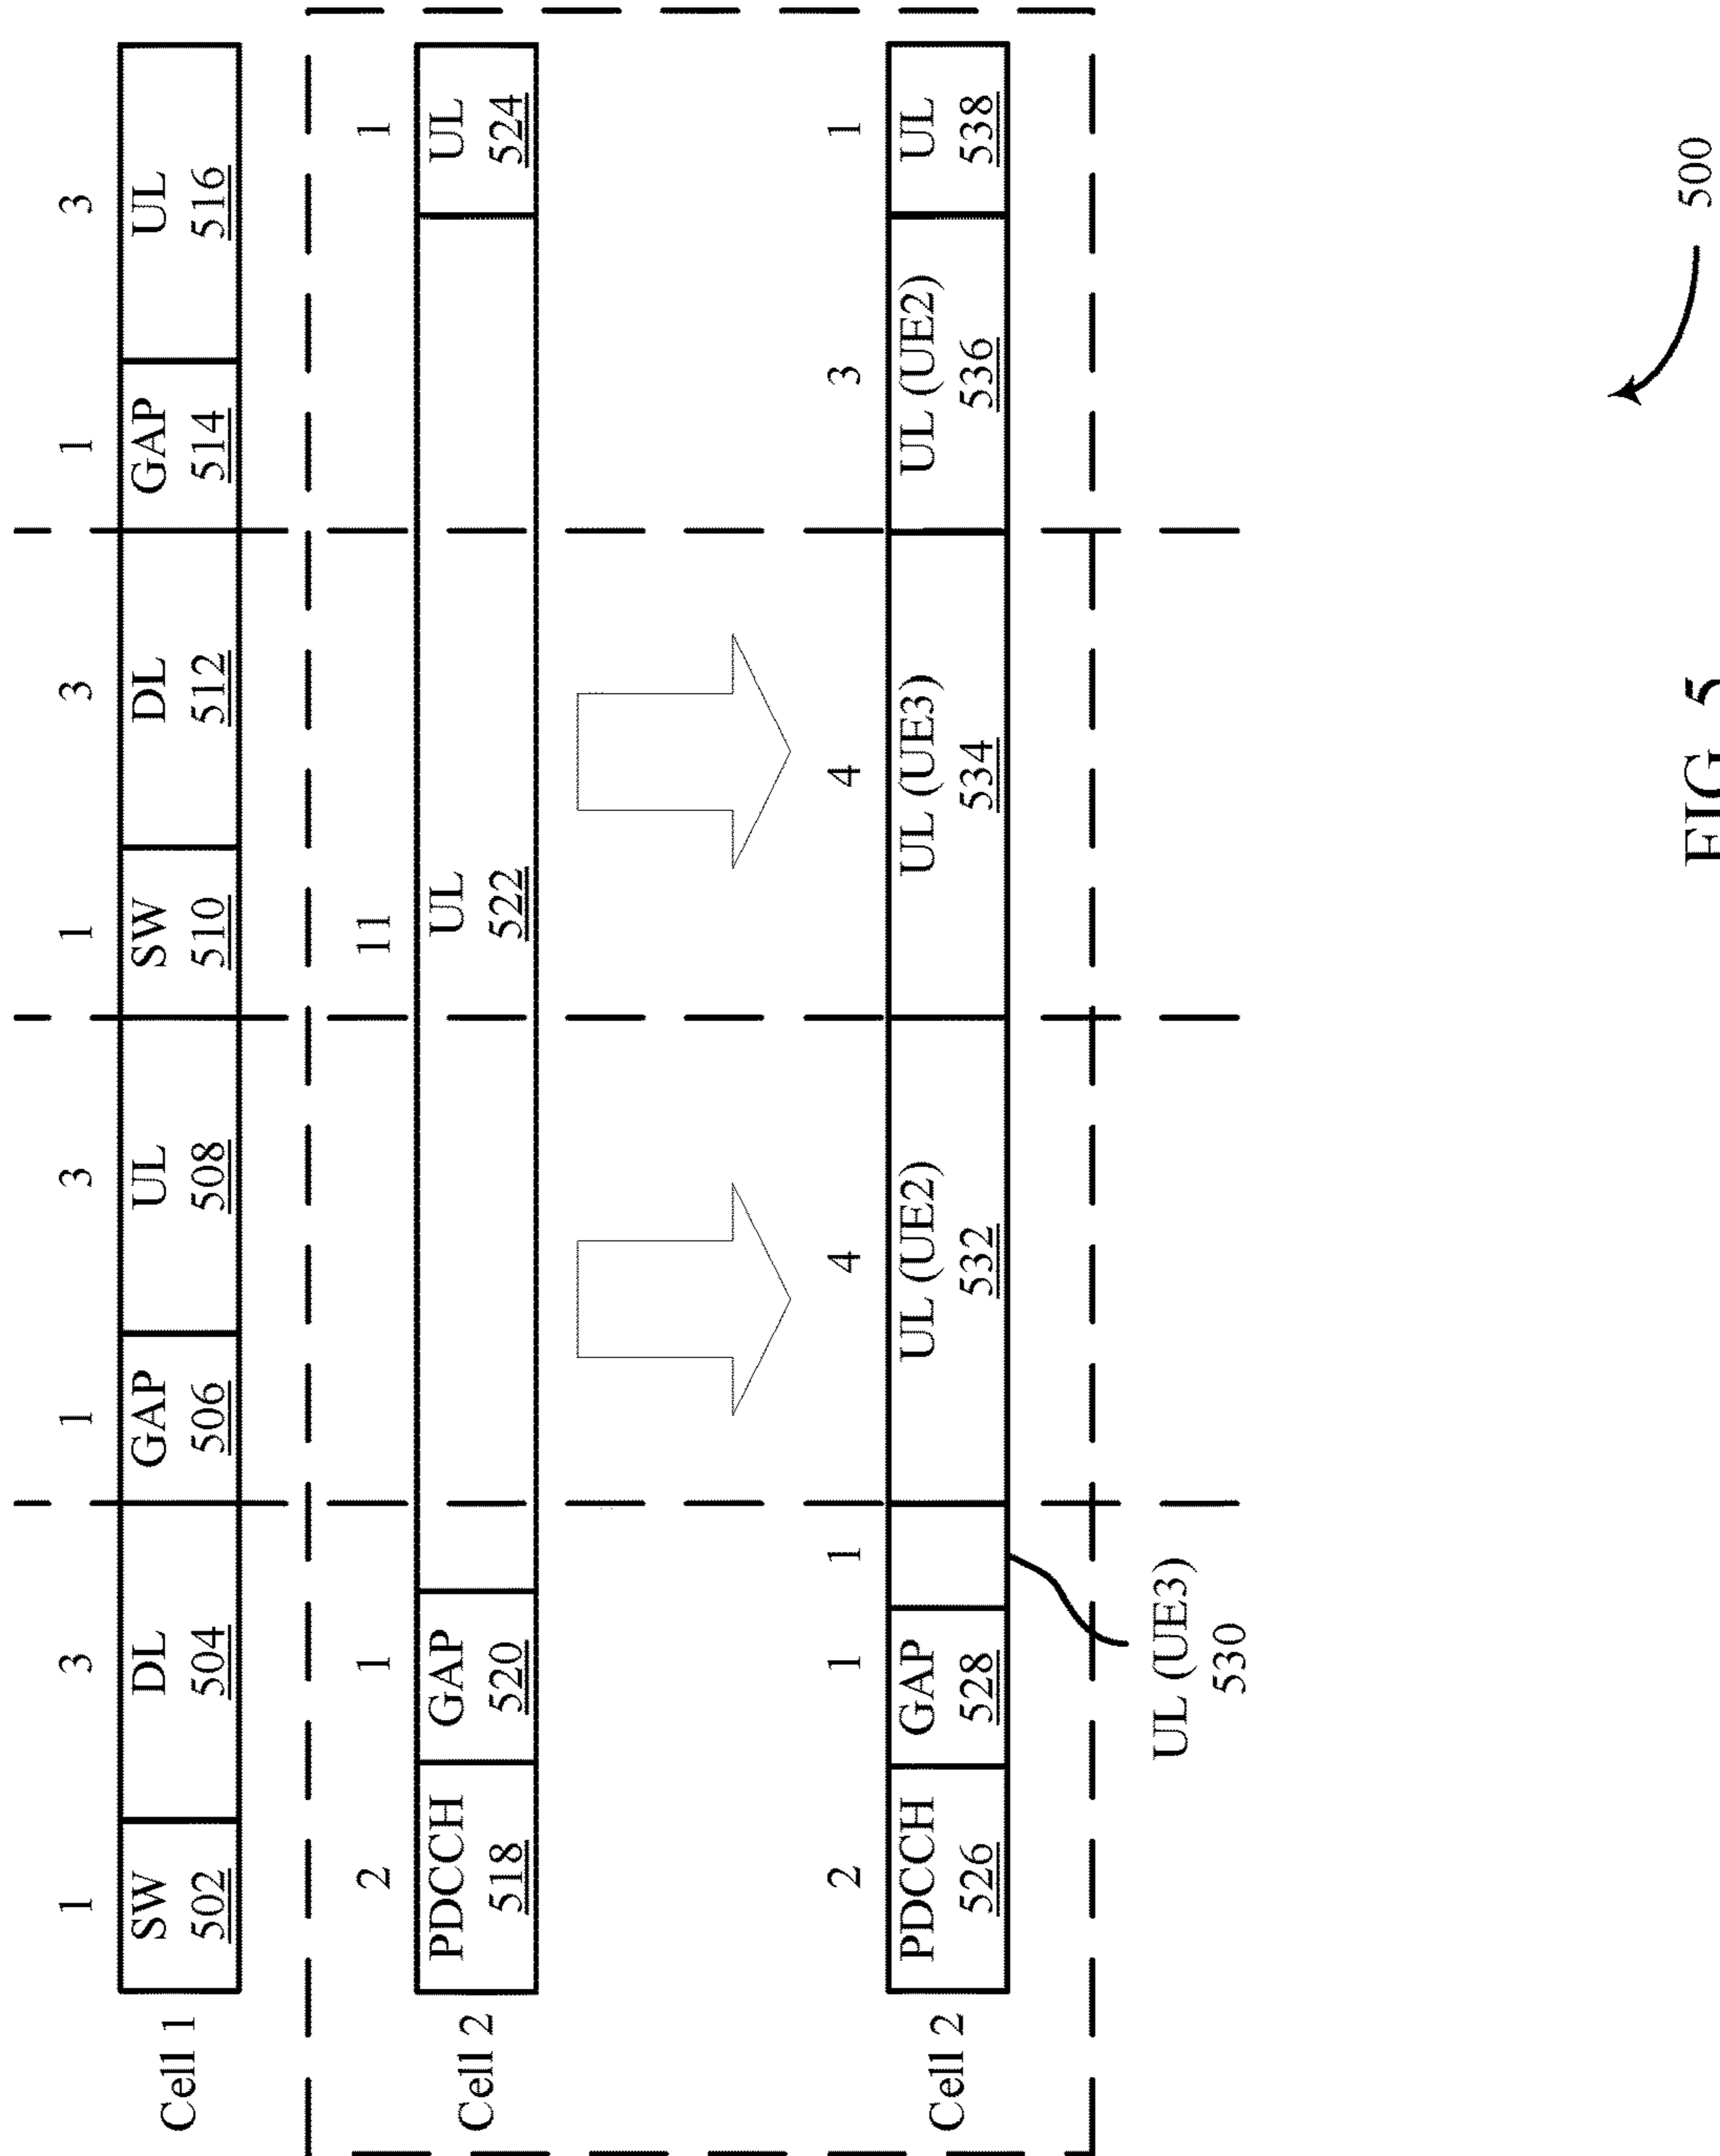 1 3 1 3 1 3 1 3
Cell 1
SW DL GAP UL SW DL GAP UL
502 504 506 508 510 512 514 516
2 1 11 1
Cell 2
PDCCH GAP UL UL
518 520 522 524
2 1 1 4 4 3 1
Cell 2
PDCCH GAP UL (UE2) UL (UE3) UL (UE2) UL
526 528 532 534 536 538
UL (UE3)
530
500
FIG. 5